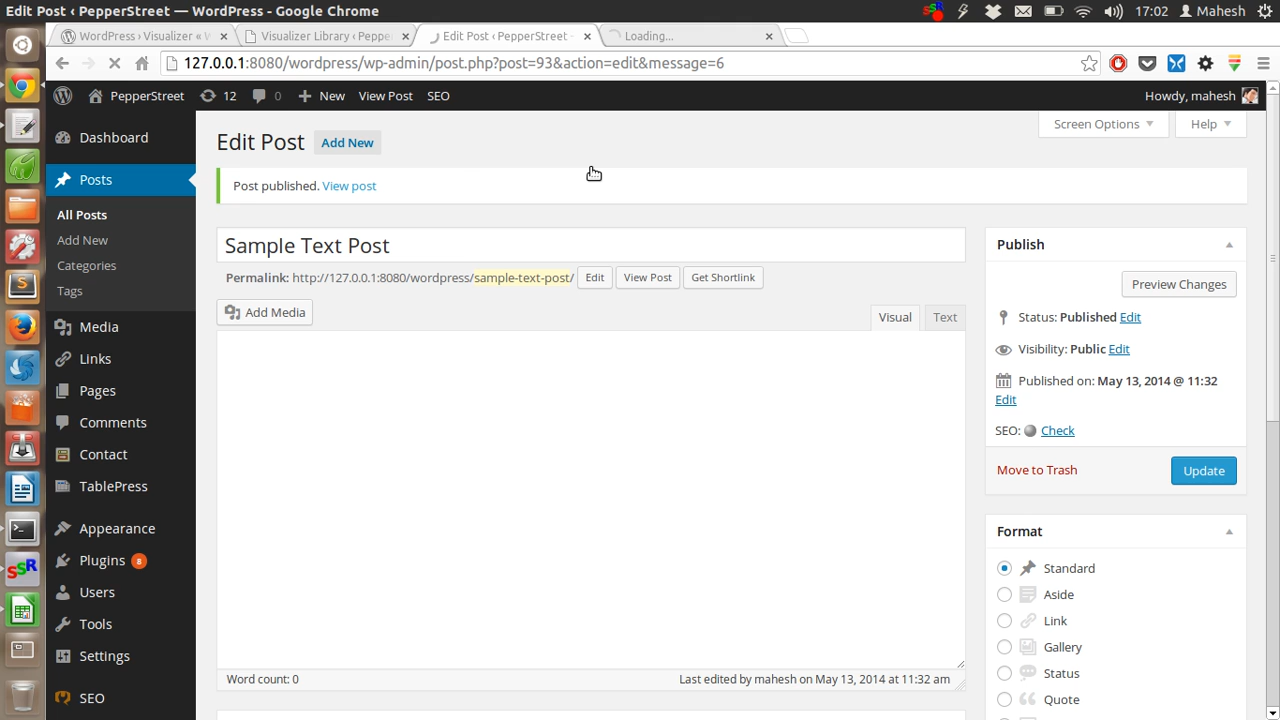 Edit Post ‹ PepperStreet — WordPress - Google Chrome
17:02 Mahesh
WordPress › Visualizer « W
Visualizer Library ‹ Peppe
Edit Post ‹ PepperStreet
Loading...
127.0.0.1:8080/wordpress/wp-admin/post.php?post=93&action=edit&message=6
PepperStreet 12 0 New View Post SEO
Howdy, mahesh
Screen Options Help
Dashboard
Posts
All Posts
Add New
Categories
Tags
Media
Links
Pages
Comments
Contact
TablePress
Appearance
Plugins 8
Users
Tools
Settings
SEO
Edit Post Add New
Post published. View post
Sample Text Post
Permalink: http://127.0.0.1:8080/wordpress/sample-text-post/ Edit View Post Get Shortlink
Add Media
Visual Text
Word count: 0
Last edited by mahesh on May 13, 2014 at 11:32 am
Publish
Preview Changes
Status: Published Edit
Visibility: Public Edit
Published on: May 13, 2014 @ 11:32
Edit
SEO: Check
Move to Trash Update
Format
Standard
Aside
Link
Gallery
Status
Quote
SSR